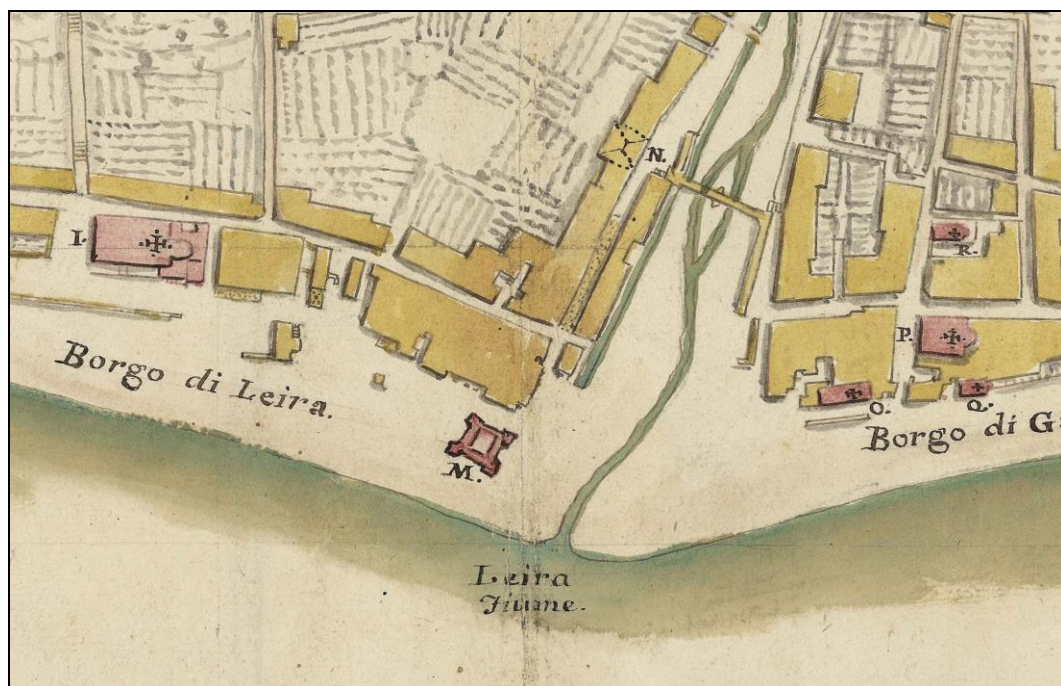 N.
I.
R.
P.
Borgo di Leira.
O.
Q.
Borgo di G
M.
Leira
Fiume.